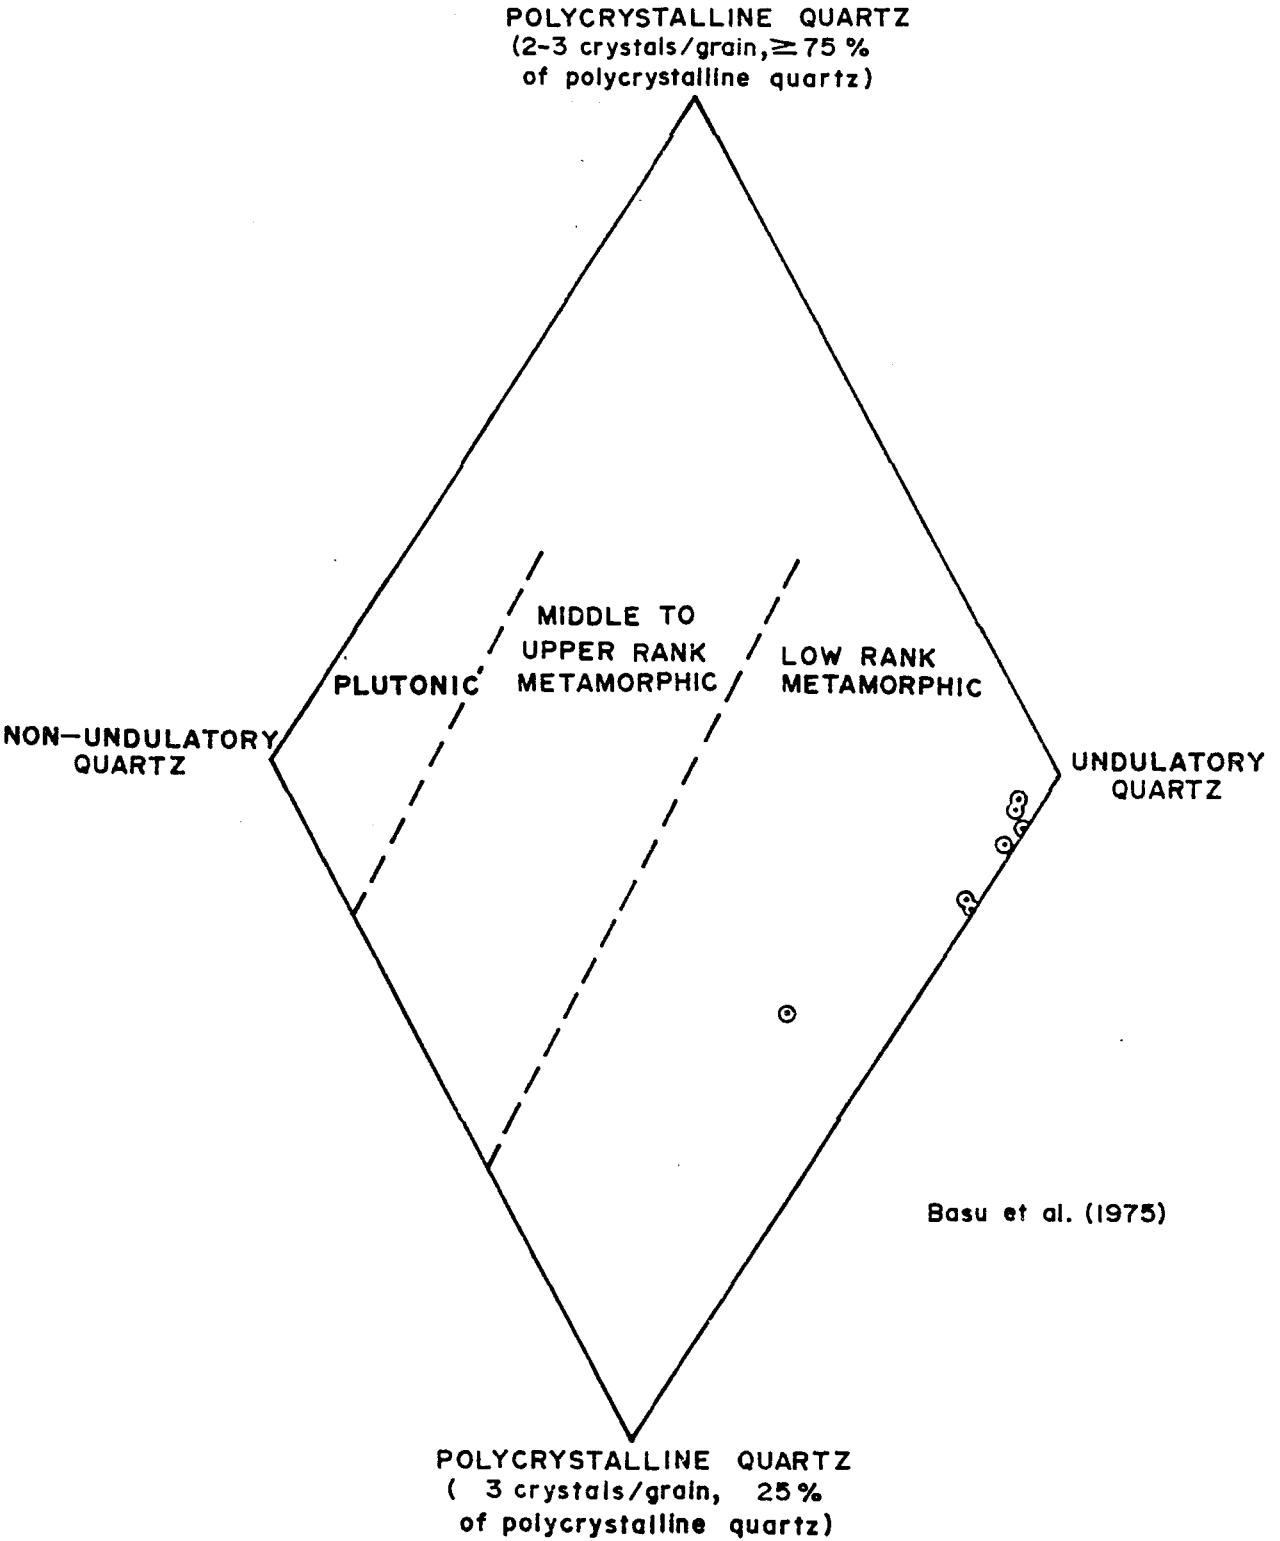 POLYCRYSTALLINE QUARTZ
(2-3 crystals/grain, ≥75 %
of polycrystalline quartz)
MIDDLE TO
UPPER RANK
METAMORPHIC
LOW RANK
METAMORPHIC
PLUTONIC
NON-UNDULATORY
QUARTZ
UNDULATORY
QUARTZ
Basu et al. (1975)
POLYCRYSTALLINE QUARTZ
( 3 crystals/grain, 25 %
of polycrystalline quartz)